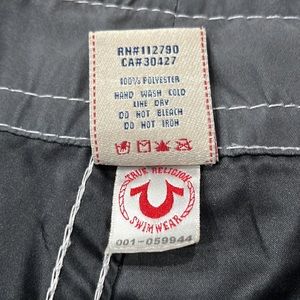 RN#112790
CA#30427
100% POLYESTER
HAND WASH COLD
LINE DRY
DO NOT BLEACH
DO NOT IRON
TRUE RELIGION
SWIMWEAR
001-059944